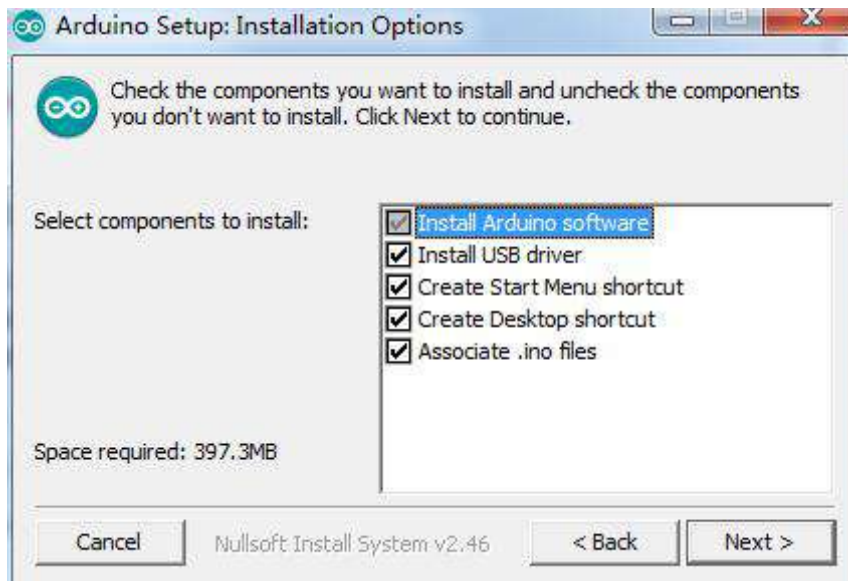 Arduino Setup: Installation Options
Check the components you want to install and uncheck the components
you don't want to install. Click Next to continue.
Select components to install:
Install Arduino software
Install USB driver
Create Start Menu shortcut
Create Desktop shortcut
Associate .ino files
Space required: 397.3MB
Cancel
Nullsoft Install System v2.46
< Back
Next >